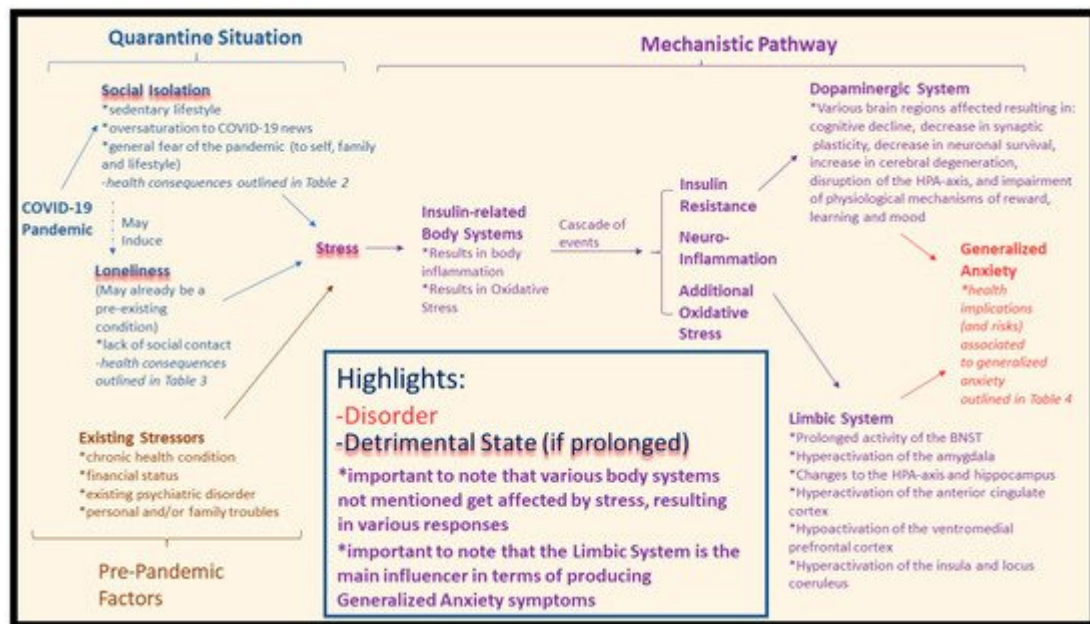 Quarantine Situation
Mechanistic Pathway
Social Isolation
*sedentary lifestyle
*oversaturation to COVID-19 news
*general fear of the pandemic (to self, family
and lifestyle)
-health consequences outlined in Table 2
COVID-19
Pandemic
May
Induce
Loneliness
(May already be a
pre-existing
condition)
*lack of social contact
-health consequences
outlined in Table 3
Existing Stressors
*chronic health condition
*financial status
*existing psychiatric disorder
*personal and/or family troubles
Pre-Pandemic
Factors
Stress
Insulin-related
Body Systems
*Results in body
inflammation
*Results in Oxidative
Stress
Cascade of
events
Insulin
Resistance
Neuro-
Inflammation
Additional
Oxidative
Stress
Dopaminergic System
*Various brain regions affected resulting in:
cognitive decline, decrease in synaptic
plasticity, decrease in neuronal survival,
increase in cerebral degeneration,
disruption of the HPA-axis, and impairment
of physiological mechanisms of reward,
learning and mood
Generalized
Anxiety
*health
implications
(and risks)
associated
to generalized
anxiety
outlined in Table 4
Limbic System
*Prolonged activity of the BNST
*Hyperactivation of the amygdala
*Changes to the HPA-axis and hippocampus
*Hyperactivation of the anterior cingulate
cortex
*Hypoactivation of the ventromedial
prefrontal cortex
*Hyperactivation of the insula and locus
coeruleus
Highlights:
-Disorder
-Detrimental State (if prolonged)
*important to note that various body systems
not mentioned get affected by stress, resulting
in various responses
*important to note that the Limbic System is the
main influencer in terms of producing
Generalized Anxiety symptoms